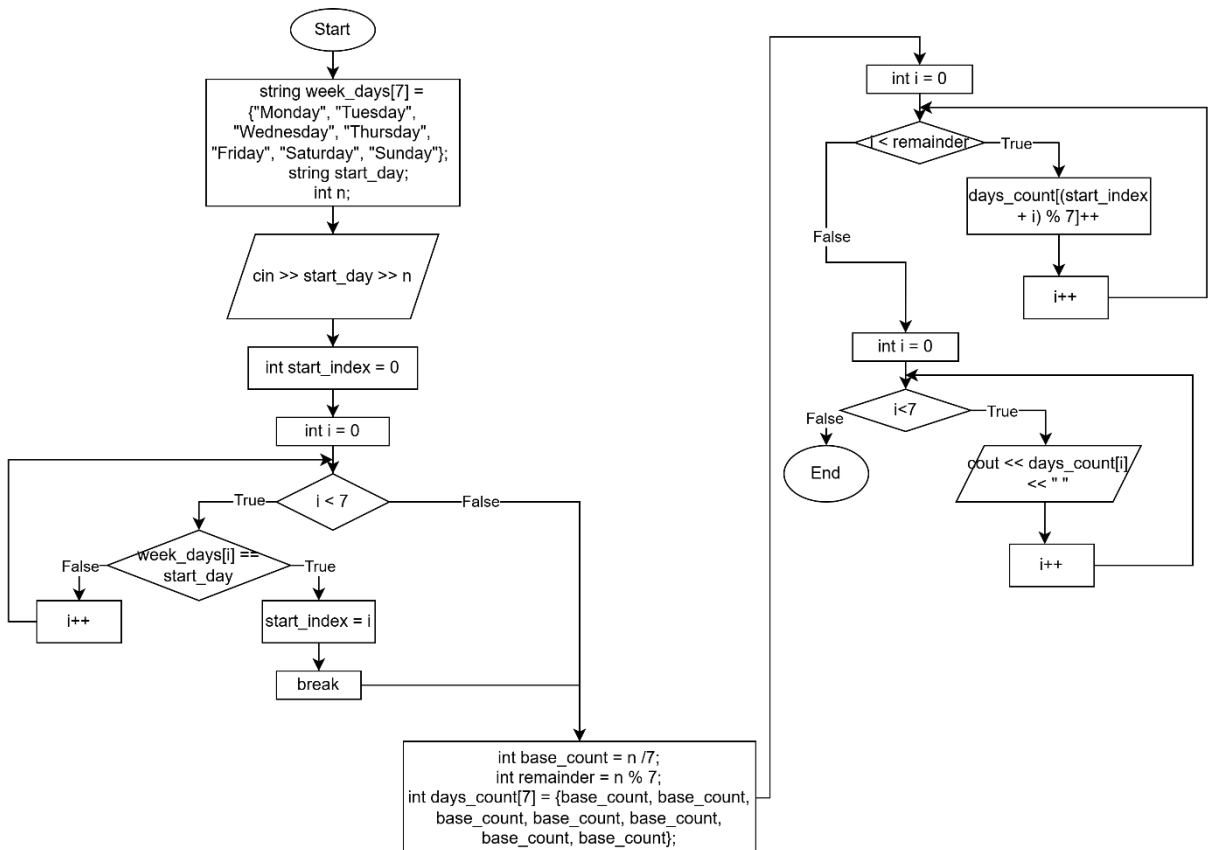 Start
string week_days[7] =
{"Monday", "Tuesday",
"Wednesday", "Thursday",
"Friday", "Saturday", "Sunday"};
string start_day;
int n;
cin >> start_day >> n
int start_index = 0
int i = 0
i < 7
True
False
week_days[i] ==
start_day
False
True
i++
start_index = i
break
int base_count = n /7;
int remainder = n % 7;
int days_count[7] = {base_count, base_count,
base_count, base_count, base_count,
base_count, base_count};
int i = 0
i < remainder
True
days_count[(start_index
+ i) % 7]++
False
i++
int i = 0
i<7
False
True
End
cout << days_count[i]
<< " "
i++